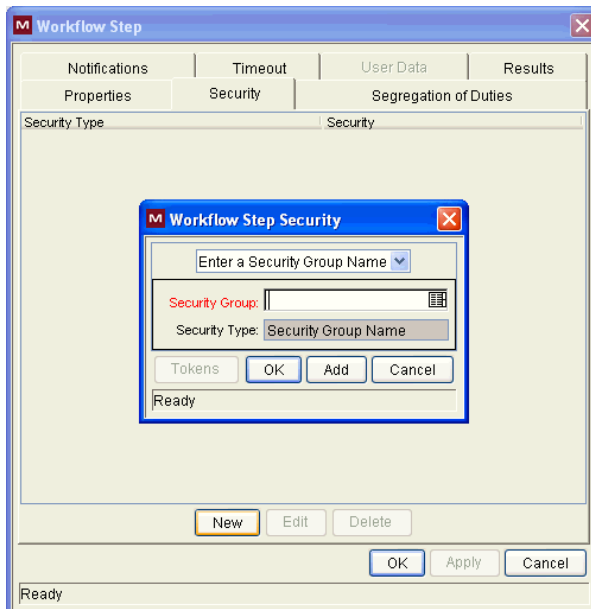 M Workflow Step
Notifications Timeout User Data Results
Properties Security Segregation of Duties
Security Type Security
M Workflow Step Security
Enter a Security Group Name
Security Group:
Security Type: Security Group Name
Tokens OK Add Cancel
Ready
New Edit Delete
OK Apply Cancel
Ready